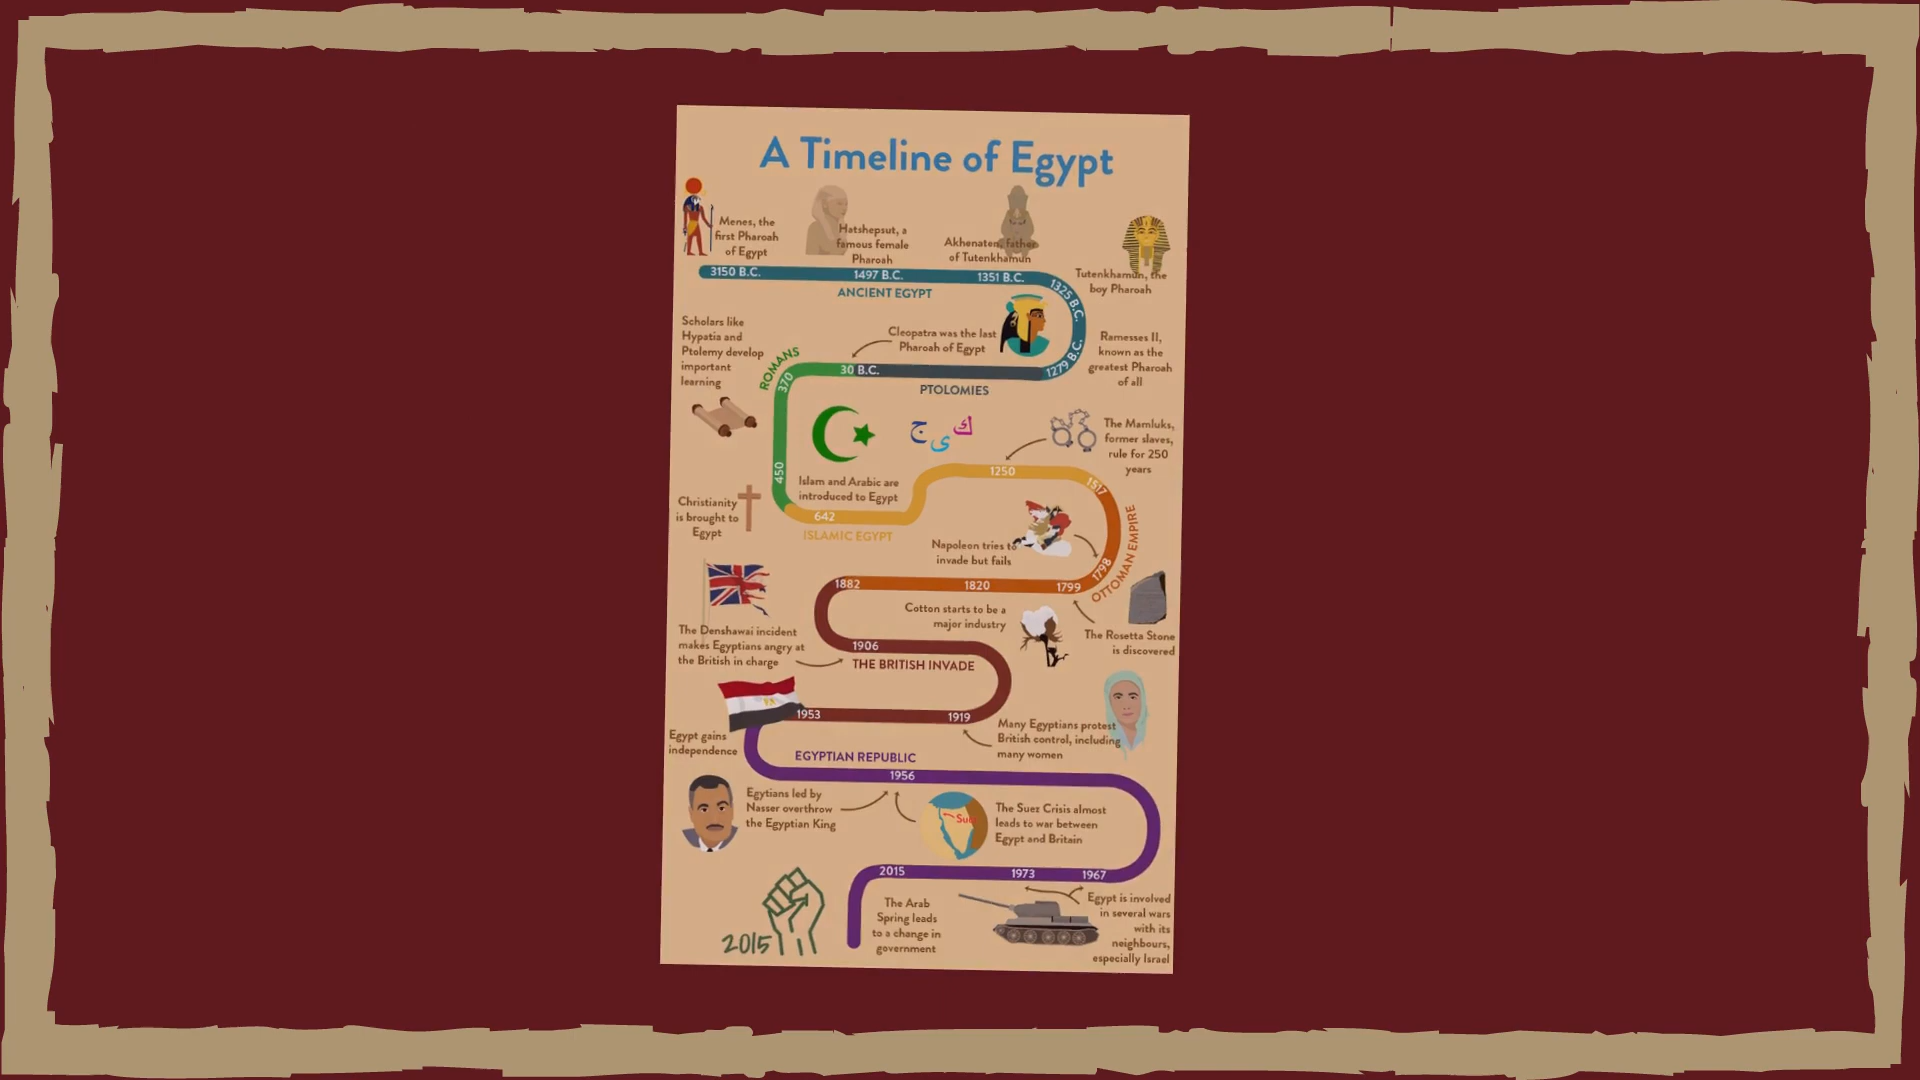 A Timeline of Egypt
Menes, the
first Pharoah
of Egypt
Hatshepsut, a
famous female
Pharoah
Akhenaten, father
of Tutenkhamun
Tutenkhamun, the
boy Pharoah
3150 B.C.
1497 B.C.
1351 B.C.
1325 B.C.
ANCIENT EGYPT
Ramesses II,
known as the
greatest Pharoah
of all
1279 B.C.
Cleopatra was the last
Pharoah of Egypt
30 B.C.
PTOLOMIES
Scholars like
Hypatia and
Ptolemy develop
important
learning
ROMANS
370
450
Christianity
is brought to
Egypt
ج ى ك
Islam and Arabic are
introduced to Egypt
642
ISLAMIC EGYPT
The Mamluks,
former slaves,
rule for 250
years
1250
1517
OTTOMAN EMPIRE
Napoleon tries to
invade but fails
1798
1799
1820
1882
The Rosetta Stone
is discovered
Cotton starts to be a
major industry
The Denshawai incident
makes Egyptians angry at
the British in charge
1906
THE BRITISH INVADE
1919
1953
Many Egyptians protest
British control, including
many women
Egypt gains
independence
EGYPTIAN REPUBLIC
1956
Egytians led by
Nasser overthrow
the Egyptian King
Suez
The Suez Crisis almost
leads to war between
Egypt and Britain
2015
1973
1967
Egypt is involved
in several wars
with its
neighbours,
especially Israel
The Arab
Spring leads
to a change in
government
2015